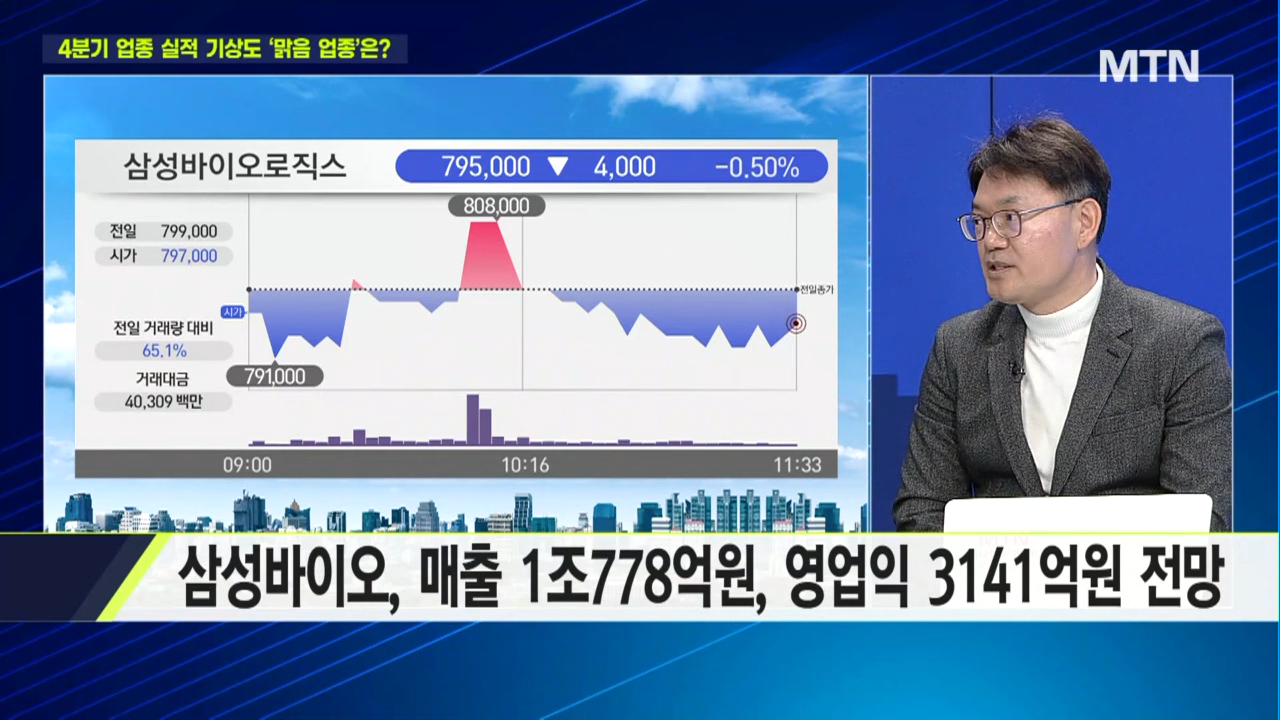 4분기 업종 실적 기상도 ‘맑음 업종’은?
MTN
삼성바이오로직스 795,000 ▼ 4,000 -0.50%
808,000
전일 799,000
시가 797,000
전일종가
시가
전일 거래량 대비
65.1%
791,000
거래대금
40,309 백만
09:00 10:16 11:33
삼성바이오, 매출 1조778억원, 영업익 3141억원 전망